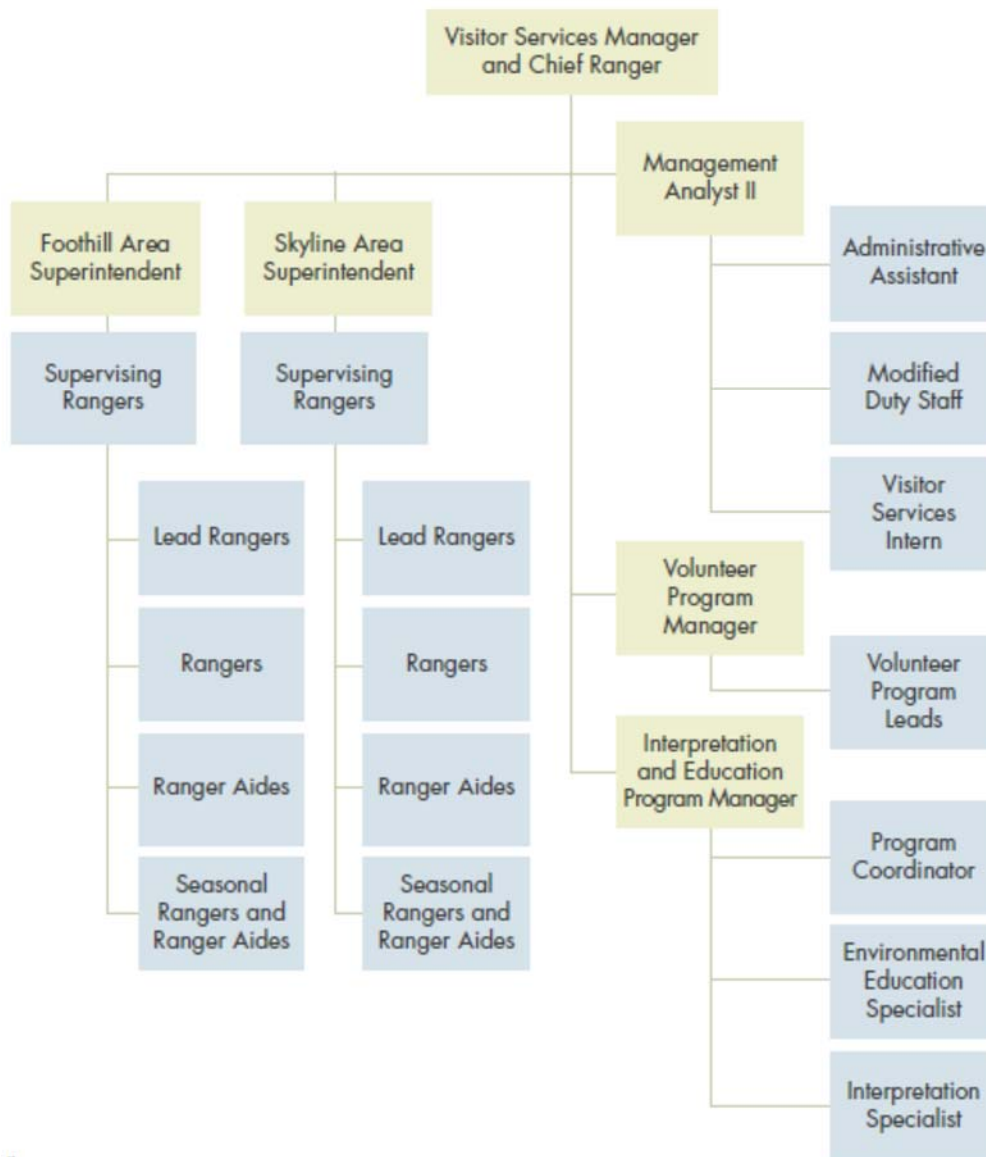 Visitor Services Manager
and Chief Ranger
Management
Analyst II
Foothill Area
Superintendent
Skyline Area
Superintendent
Administrative
Assistant
Supervising
Rangers
Supervising
Rangers
Modified
Duty Staff
Visitor
Services
Intern
Lead Rangers
Lead Rangers
Volunteer
Program
Manager
Rangers
Rangers
Volunteer
Program
Leads
Interpretation
and Education
Program Manager
Ranger Aides
Ranger Aides
Program
Coordinator
Seasonal
Rangers and
Ranger Aides
Seasonal
Rangers and
Ranger Aides
Environmental
Education
Specialist
Interpretation
Specialist